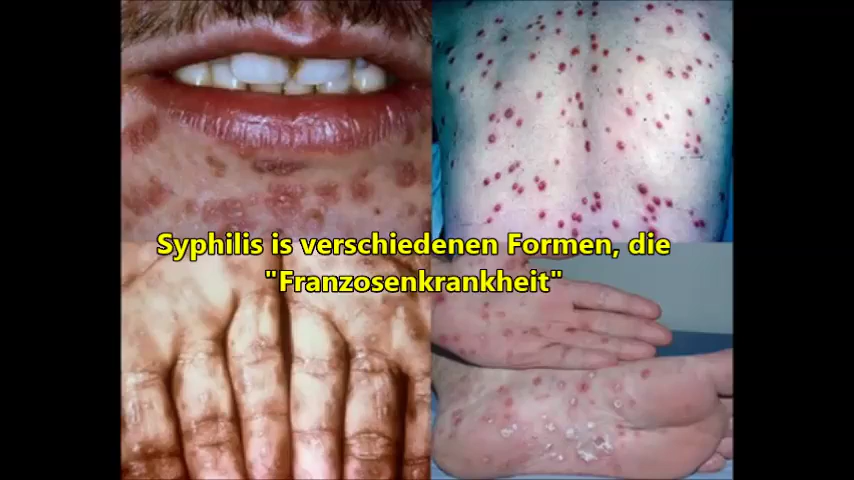 Syphilis is verschiedenen Formen, die
"Franzosenkrankheit"